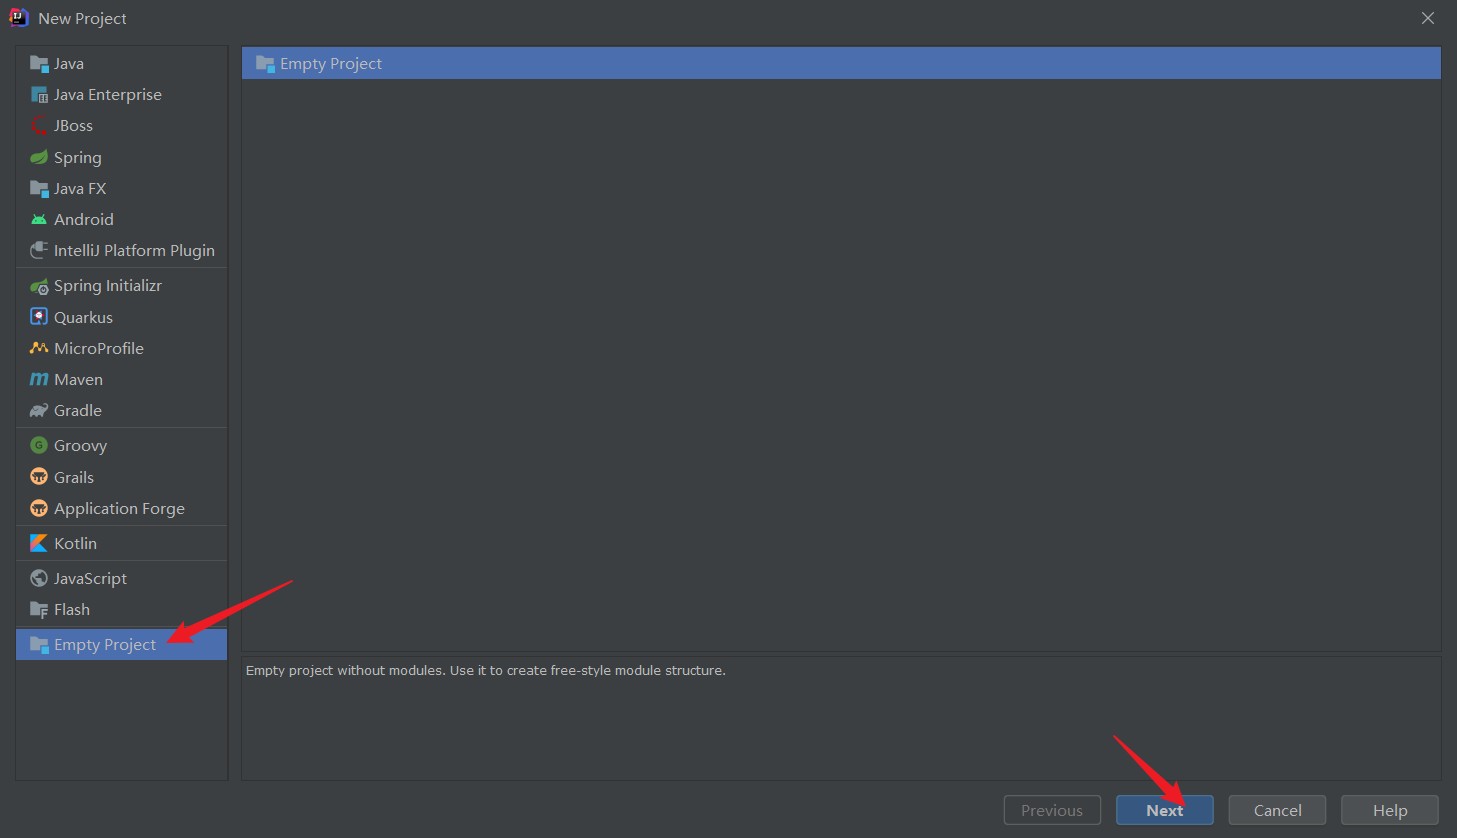 New Project
Java
Java Enterprise
JBoss
Spring
Java FX
Android
IntelliJ Platform Plugin
Spring Initializr
Quarkus
MicroProfile
Maven
Gradle
Groovy
Grails
Application Forge
Kotlin
JavaScript
Flash
Empty Project
Empty Project
Empty project without modules. Use it to create free-style module structure.
Previous
Next
Cancel
Help